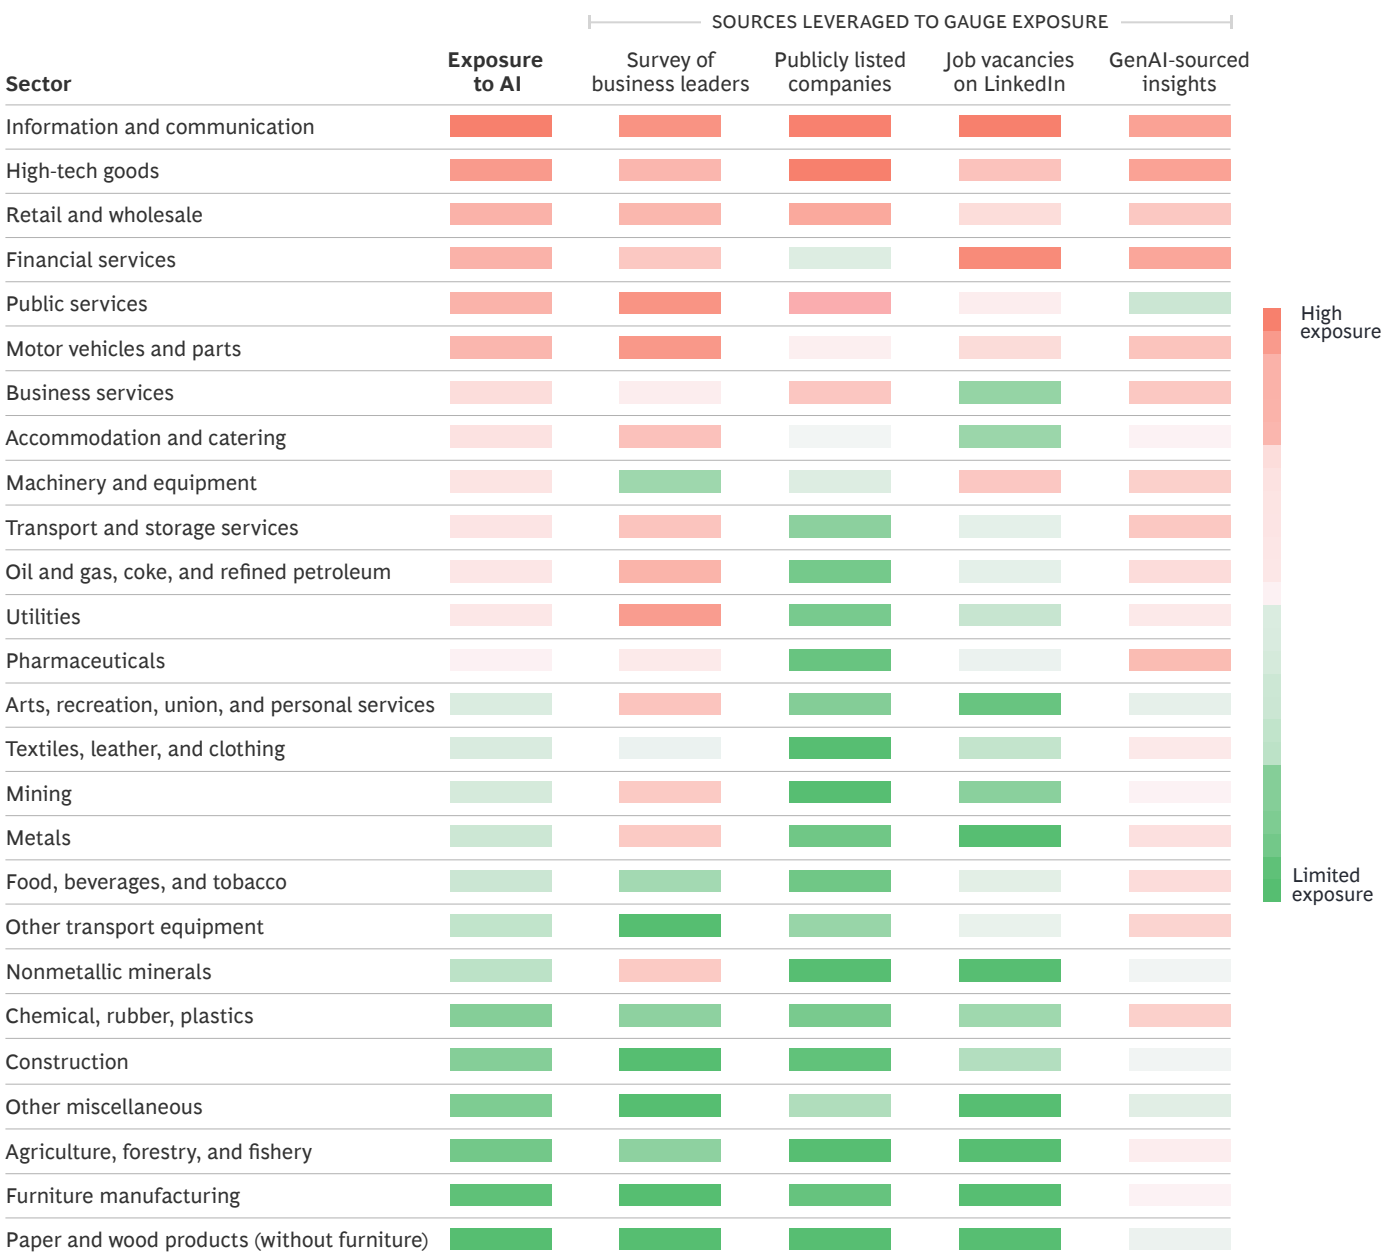 SOURCES LEVERAGED TO GAUGE EXPOSURE
Sector
Exposure
to AI
Survey of
business leaders
Publicly listed
companies
Job vacancies
on LinkedIn
GenAI-sourced
insights
Information and communication
High-tech goods
Retail and wholesale
Financial services
Public services
Motor vehicles and parts
Business services
Accommodation and catering
Machinery and equipment
Transport and storage services
Oil and gas, coke, and refined petroleum
Utilities
Pharmaceuticals
Arts, recreation, union, and personal services
Textiles, leather, and clothing
Mining
Metals
Food, beverages, and tobacco
Other transport equipment
Nonmetallic minerals
Chemical, rubber, plastics
Construction
Other miscellaneous
Agriculture, forestry, and fishery
Furniture manufacturing
Paper and wood products (without furniture)
High
exposure
Limited
exposure